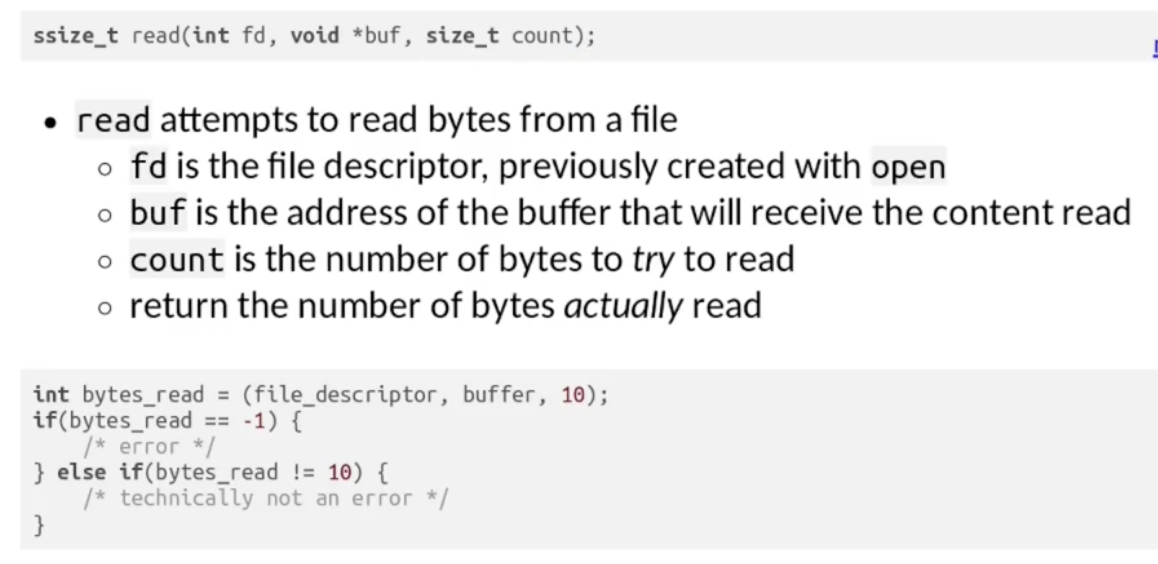 ssize_t read(int fd, void *buf, size_t count);
• read attempts to read bytes from a file
○ fd is the file descriptor, previously created with open
○ buf is the address of the buffer that will receive the content read
○ count is the number of bytes to try to read
○ return the number of bytes actually read
int bytes_read = (file_descriptor, buffer, 10);
if(bytes_read == -1) {
    /* error */
} else if(bytes_read != 10) {
    /* technically not an error */
}